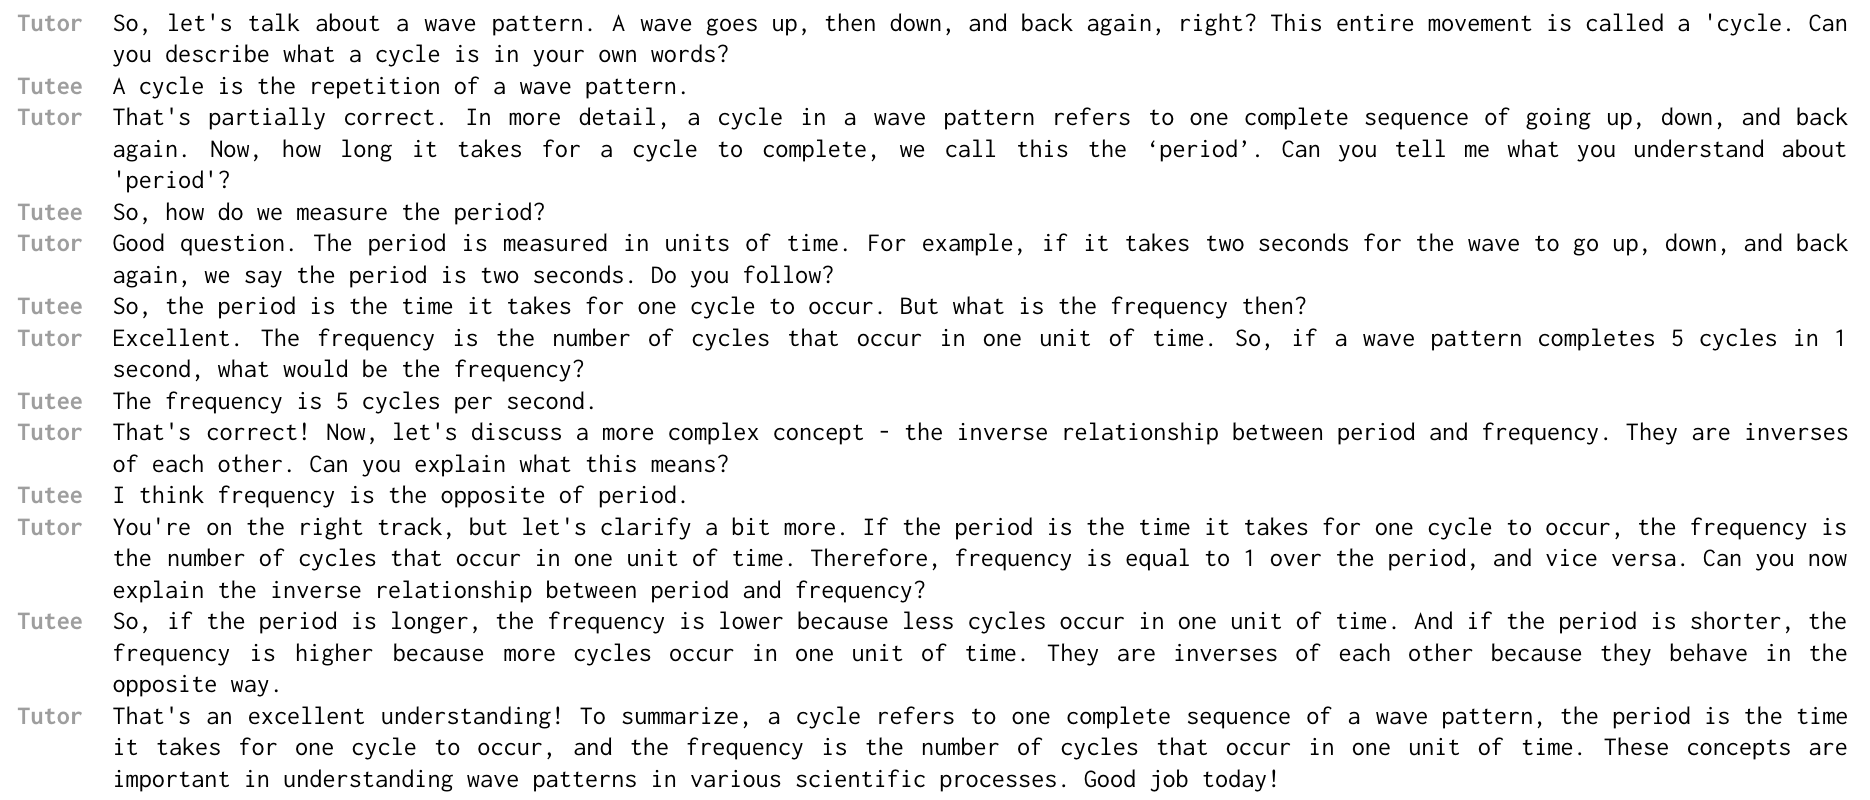 Tutor So, let's talk about a wave pattern. A wave goes up, then down, and back again, right? This entire movement is called a 'cycle. Can
you describe what a cycle is in your own words?
Tutee A cycle is the repetition of a wave pattern.
Tutor That's partially correct. In more detail, a cycle in a wave pattern refers to one complete sequence of going up, down, and back
again. Now, how long it takes for a cycle to complete, we call this the ‘period’. Can you tell me what you understand about
'period'?
Tutee So, how do we measure the period?
Tutor Good question. The period is measured in units of time. For example, if it takes two seconds for the wave to go up, down, and back
again, we say the period is two seconds. Do you follow?
Tutee So, the period is the time it takes for one cycle to occur. But what is the frequency then?
Tutor Excellent. The frequency is the number of cycles that occur in one unit of time. So, if a wave pattern completes 5 cycles in 1
second, what would be the frequency?
Tutee The frequency is 5 cycles per second.
Tutor That's correct! Now, let's discuss a more complex concept - the inverse relationship between period and frequency. They are inverses
of each other. Can you explain what this means?
Tutee I think frequency is the opposite of period.
Tutor You're on the right track, but let's clarify a bit more. If the period is the time it takes for one cycle to occur, the frequency is
the number of cycles that occur in one unit of time. Therefore, frequency is equal to 1 over the period, and vice versa. Can you now
explain the inverse relationship between period and frequency?
Tutee So, if the period is longer, the frequency is lower because less cycles occur in one unit of time. And if the period is shorter, the
frequency is higher because more cycles occur in one unit of time. They are inverses of each other because they behave in the
opposite way.
Tutor That's an excellent understanding! To summarize, a cycle refers to one complete sequence of a wave pattern, the period is the time
it takes for one cycle to occur, and the frequency is the number of cycles that occur in one unit of time. These concepts are
important in understanding wave patterns in various scientific processes. Good job today!